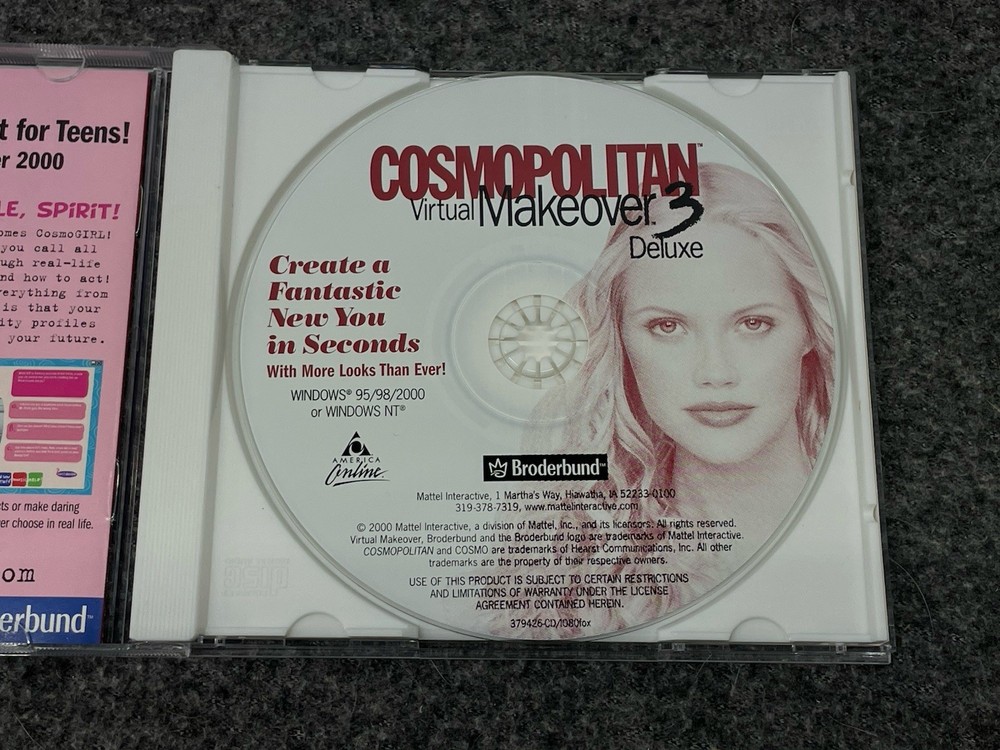 t for Teens!
r 2000
LE, SPiRiT!
omes CosmoGIRL!
you call all
ugh real-life
nd how to act!
erything from
is that your
ity profiles
your future.
cts or make daring
er choose in real life.
om
derbund™
COSMOPOLITAN™
Virtual Makeover™ 3
Deluxe
Create a
Fantastic
New You
in Seconds
With More Looks Than Ever!
WINDOWS® 95/98/2000
or WINDOWS NT®
AMERICA
Online
Broderbund™
Mattel Interactive, 1 Martha's Way, Hiawatha, IA 52233-0100
319-378-7319, www.mattelinteractive.com
© 2000 Mattel Interactive, a division of Mattel, Inc., and its licensors. All rights reserved.
Virtual Makeover, Broderbund and the Broderbund logo are trademarks of Mattel Interactive.
COSMOPOLITAN and COSMO are trademarks of Hearst Communications, Inc. All other
trademarks are the property of their respective owners.
USE OF THIS PRODUCT IS SUBJECT TO CERTAIN RESTRICTIONS
AND LIMITATIONS OF WARRANTY UNDER THE LICENSE
AGREEMENT CONTAINED HEREIN.
379426-CD/1080fox